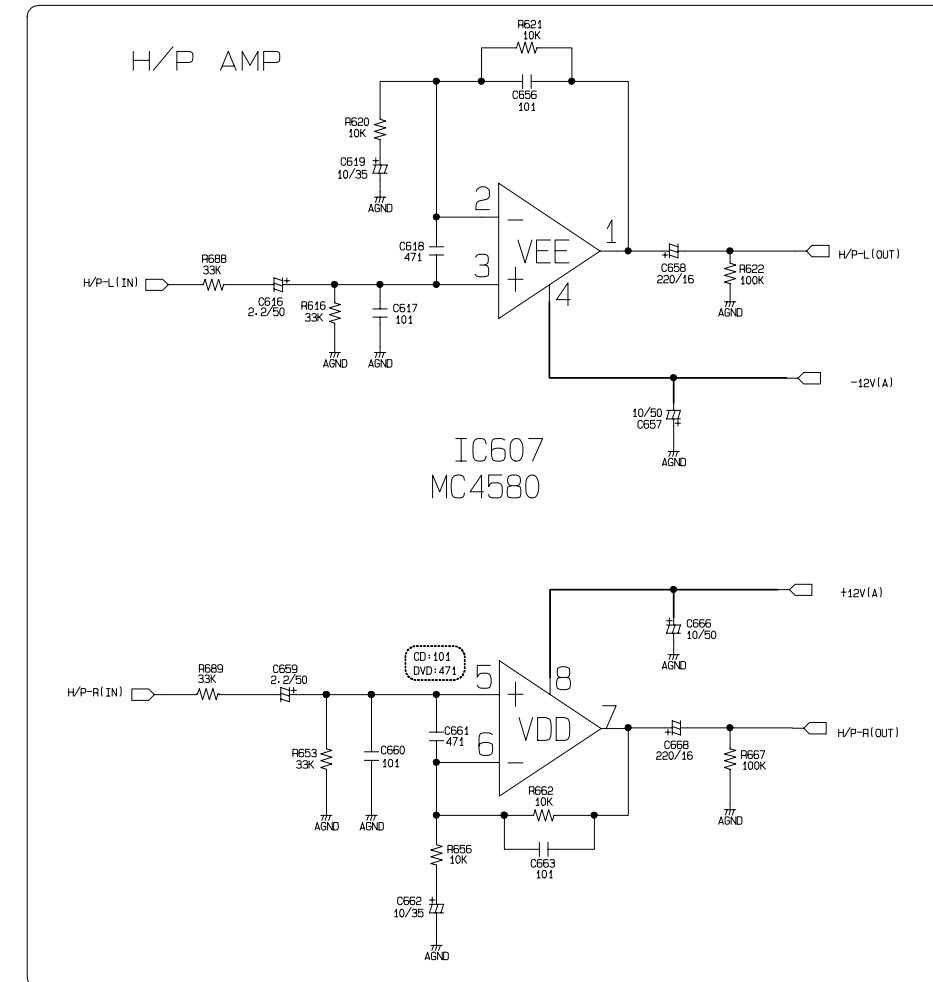 H/P AMP
R621
10K
C656
101
R620
10K
C619 +
10/35
AGND
2
−
C618
471
VEE
1
3
+
4
R688
33K
H/P-L(IN)
C616 +
2.2/50
R616
33K
C617
101
AGND
AGND
+
C658
220/16
R622
100K
H/P-L(OUT)
AGND
-12V(A)
10/50
C657 +
AGND
IC607
MC4580
+12V(A)
+
C666
10/50
AGND
CD:101
DVD:471
R689
33K
C659
2.2/50 +
H/P-R(IN)
5
+
8
VDD
7
6
−
C661
471
R653
33K
C660
101
AGND
AGND
+
C668
220/16
R667
100K
H/P-R(OUT)
AGND
R662
10K
C663
101
R656
10K
C662 +
10/35
AGND